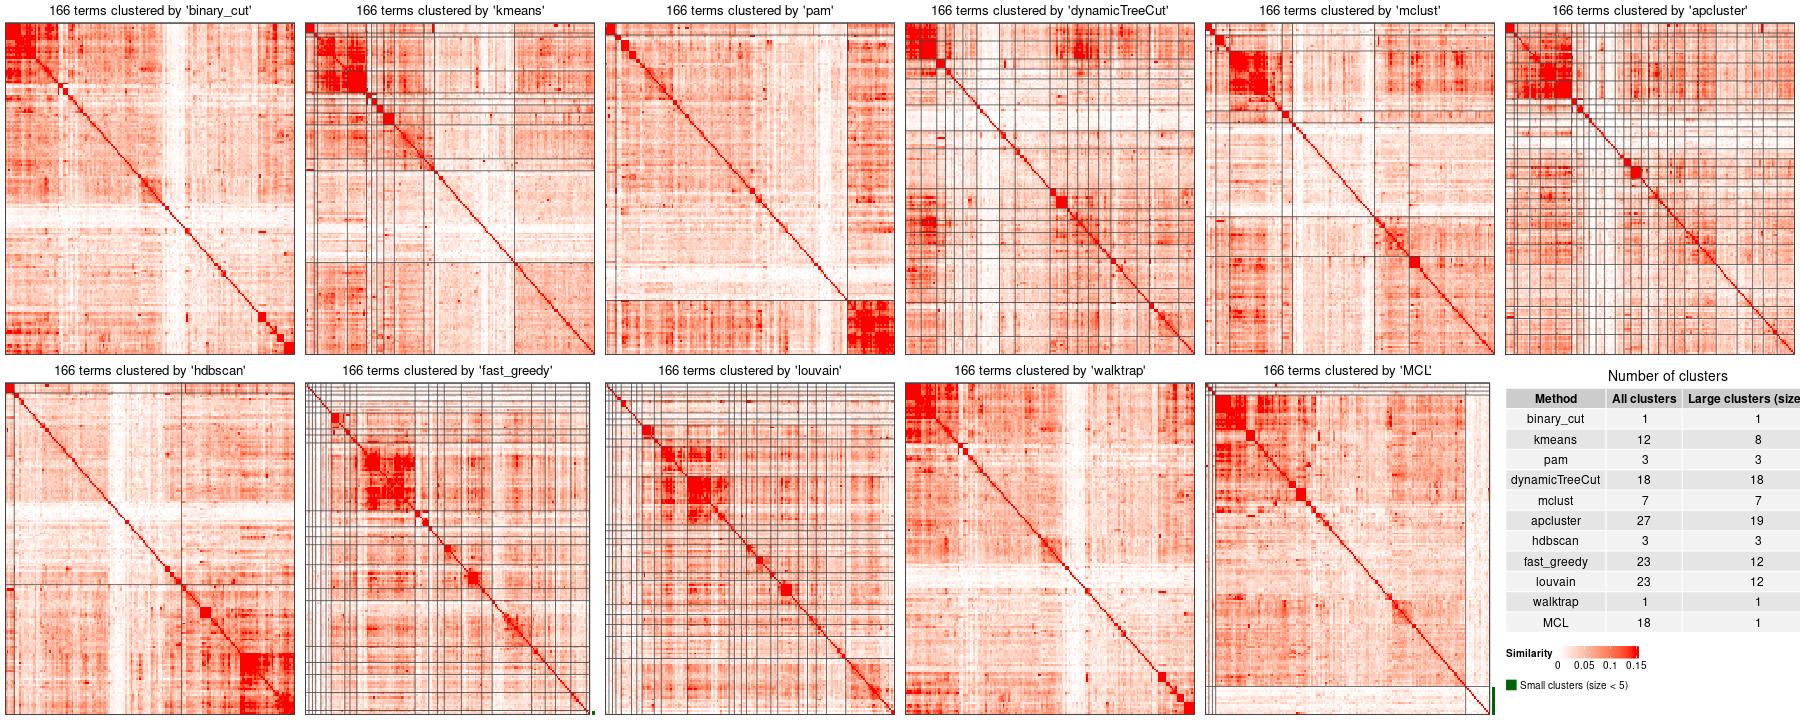 166 terms clustered by 'binary_cut'
166 terms clustered by 'kmeans'
166 terms clustered by 'pam'
166 terms clustered by 'dynamicTreeCut'
166 terms clustered by 'mclust'
166 terms clustered by 'apcluster'
166 terms clustered by 'hdbscan'
166 terms clustered by 'fast_greedy'
166 terms clustered by 'louvain'
166 terms clustered by 'walktrap'
166 terms clustered by 'MCL'
Number of clusters
Method All clusters Large clusters (size
binary_cut 1 1
kmeans 12 8
pam 3 3
dynamicTreeCut 18 18
mclust 7 7
apcluster 27 19
hdbscan 3 3
fast_greedy 23 12
louvain 23 12
walktrap 1 1
MCL 18 1
Similarity
0 0.05 0.1 0.15
Small clusters (size < 5)